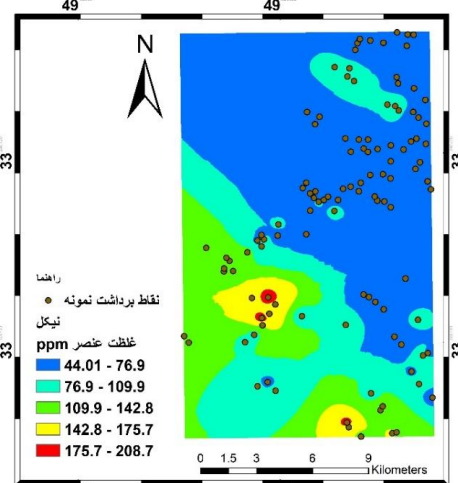 49
49
N
33
33
راهنما
نقاط برداشت نمونه
نیکل
غلظت عنصر ppm
44.01 - 76.9
76.9 - 109.9
109.9 - 142.8
142.8 - 175.7
175.7 - 208.7
0 1.5 3 6 9
Kilometers